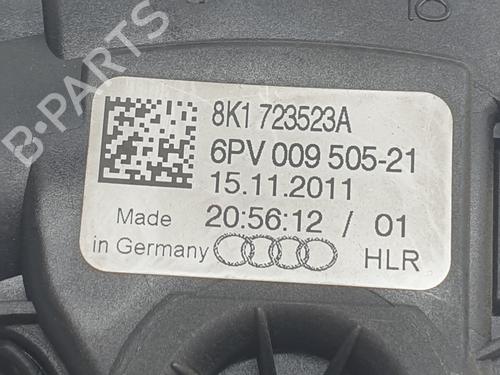 8K1 723523A
6PV 009 505-21
15.11.2011
Made 20:56:12 / 01
in Germany HLR
B-PARTS